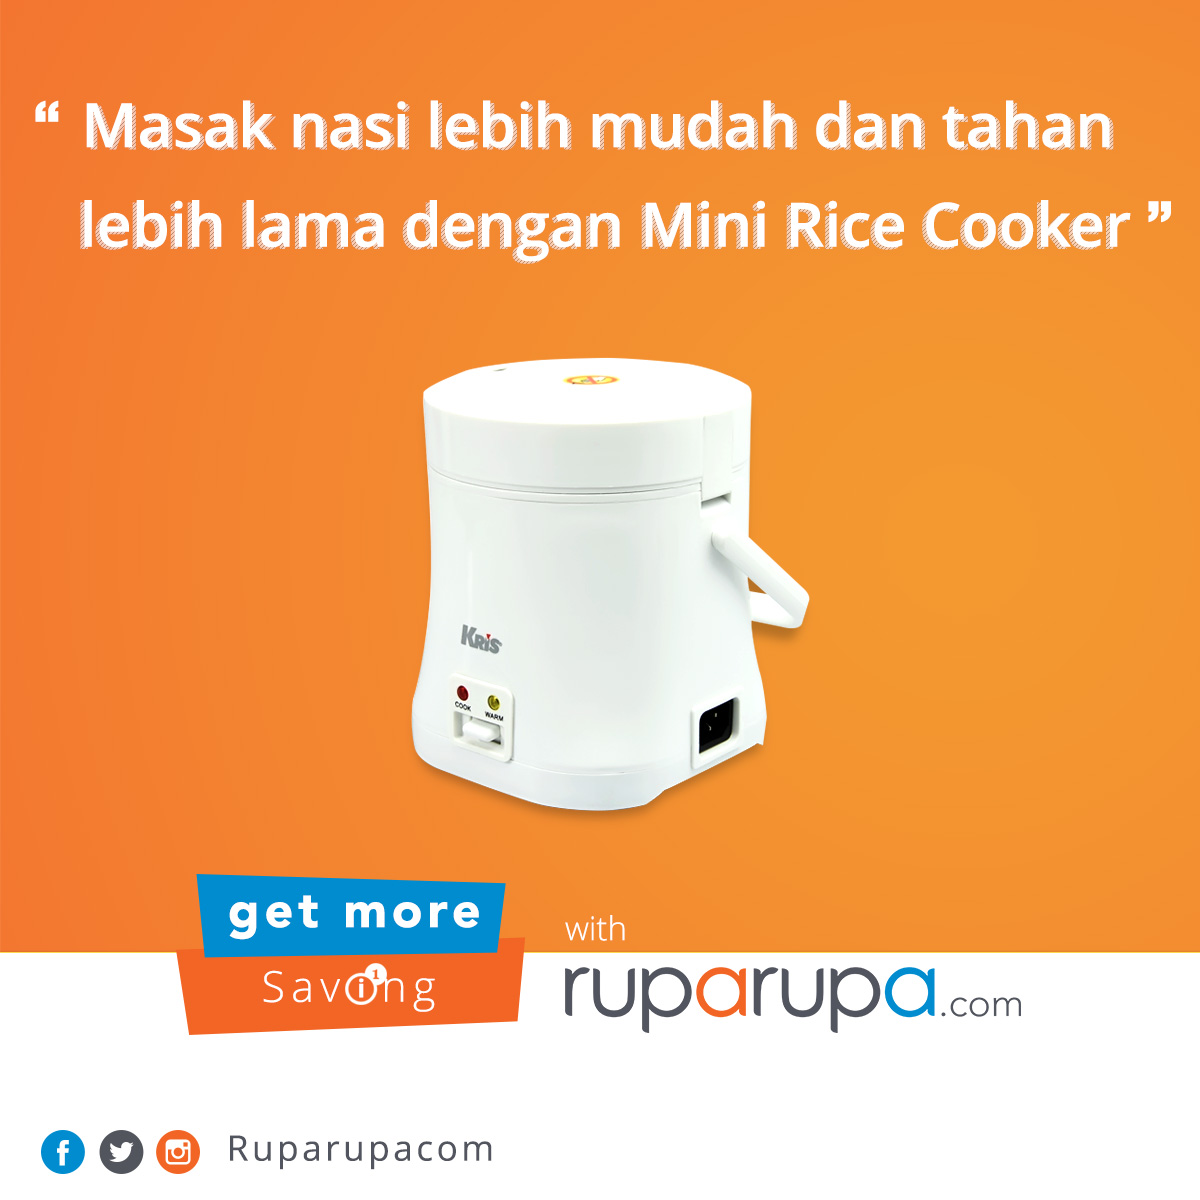 “ Masak nasi lebih mudah dan tahan
lebih lama dengan Mini Rice Cooker ”
KRIS
COOK WARM
get more
Saving
with
ruparupa.com
Ruparupacom